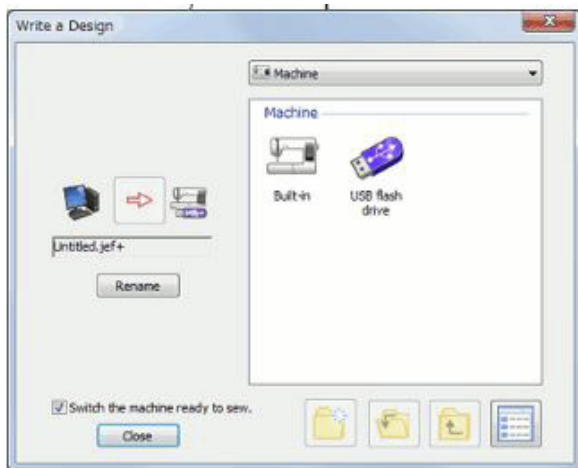 Write a Design
Machine
Machine
Built-in
USB flash
drive
Untitled.jef+
Rename
Switch the machine ready to sew.
Close